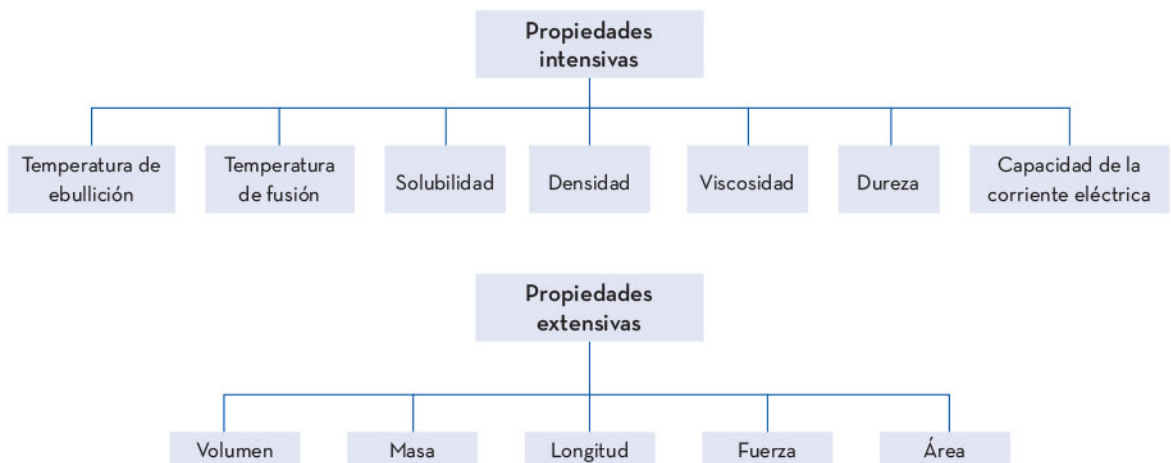 Propiedades
intensivas
Temperatura de
ebullición
Temperatura
de fusión
Solubilidad
Densidad
Viscosidad
Dureza
Capacidad de la
corriente eléctrica
Propiedades
extensivas
Volumen
Masa
Longitud
Fuerza
Área